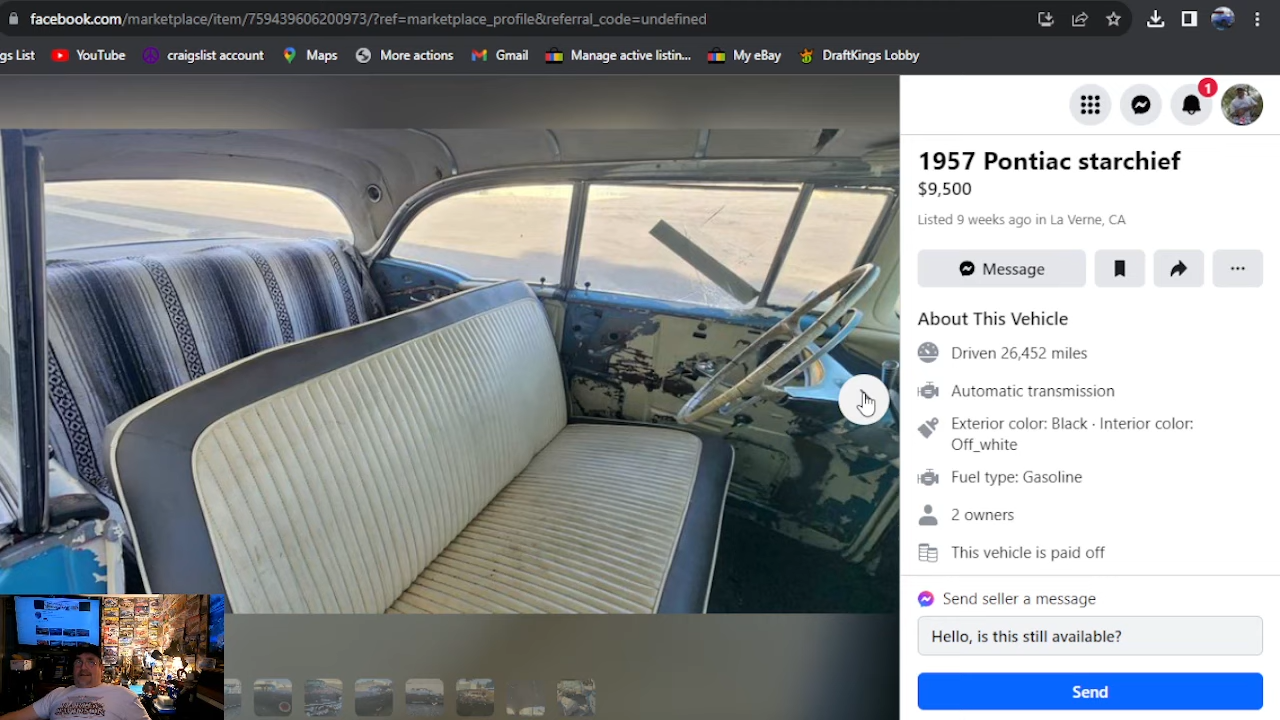 facebook.com/marketplace/item/759439606200973/?ref=marketplace_profile&referral_code=undefined
gs List YouTube craigslist account Maps More actions Gmail Manage active listin... My eBay DraftKings Lobby
1
1957 Pontiac starchief
$9,500
Listed 9 weeks ago in La Verne, CA
Message
About This Vehicle
Driven 26,452 miles
Automatic transmission
Exterior color: Black · Interior color:
Off_white
Fuel type: Gasoline
2 owners
This vehicle is paid off
Send seller a message
Hello, is this still available?
Send